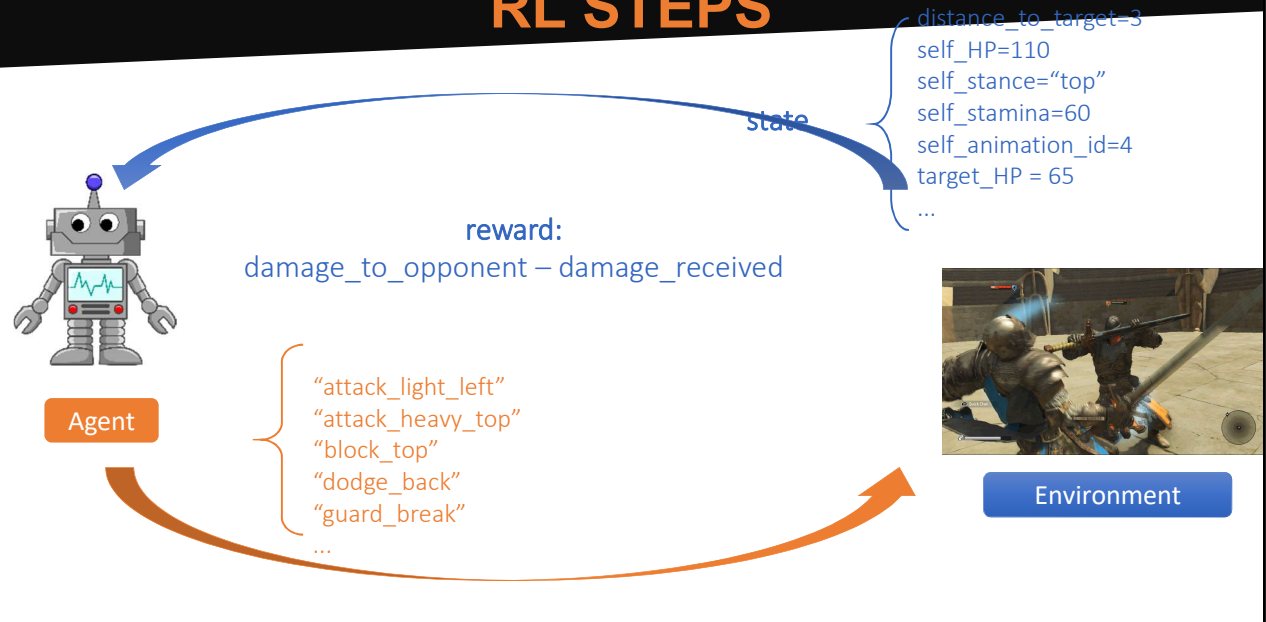 RL STEPS
distance_to_target=3
self_HP=110
self_stance=“top”
self_stamina=60
self_animation_id=4
target_HP = 65
...
state
reward:
damage_to_opponent – damage_received
“attack_light_left”
“attack_heavy_top”
“block_top”
“dodge_back”
“guard_break”
...
Agent
Environment